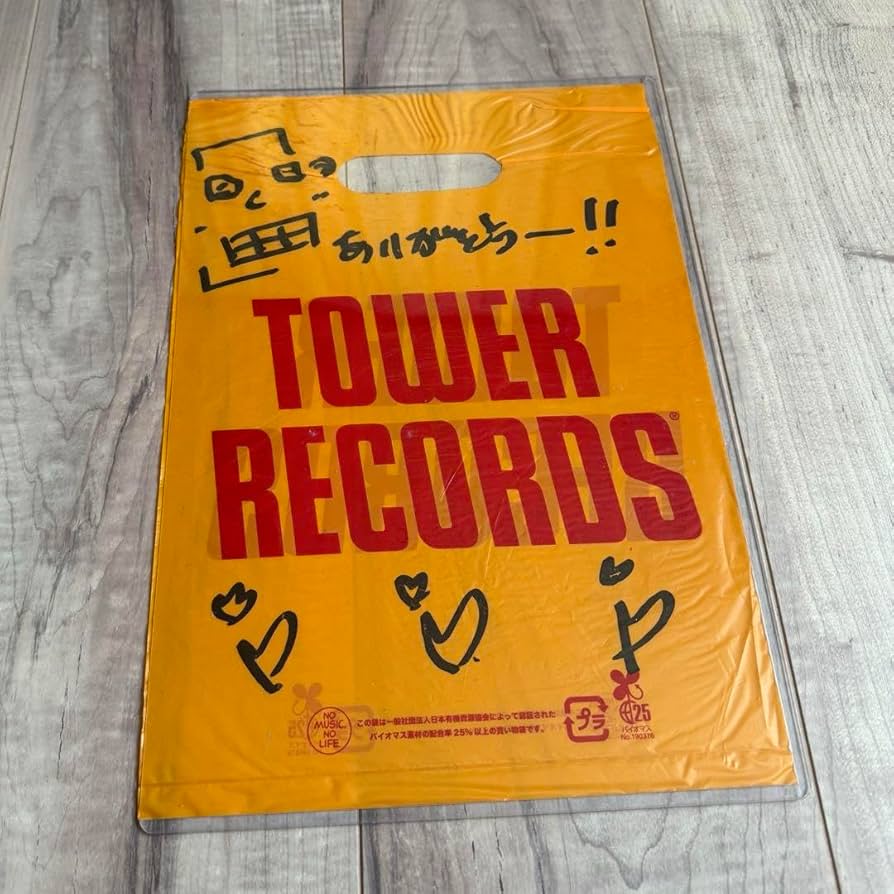 ありがとうー!!
TOWER
RECORDS®
NO
MUSIC,
NO
LIFE.
この袋は一般社団法人日本有機資源協会によって認証された
バイオマス素材の配合率25%以上の買い物袋です。
プラ
25
バイオマス